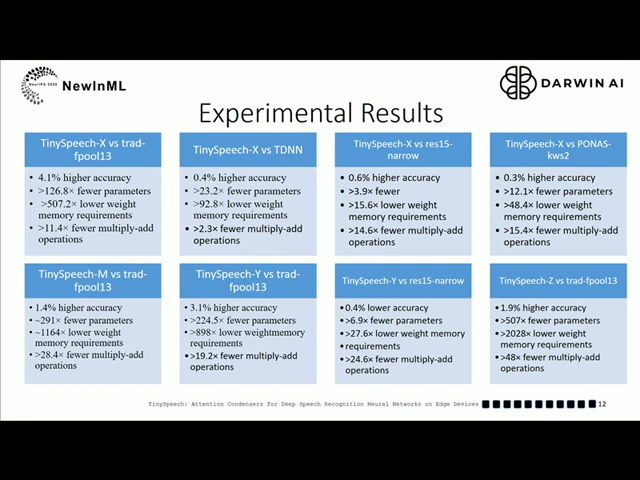 NeurIPS 2020
NewInML
DARWIN AI
Experimental Results
TinySpeech-X vs trad-
fpool13
• 4.1% higher accuracy
• >126.8× fewer parameters
• >507.2× lower weight
memory requirements
• >11.4× fewer multiply-add
operations
TinySpeech-X vs TDNN
• 0.4% higher accuracy
• >23.2× fewer parameters
• >92.8× lower weight
memory requirements
• >2.3× fewer multiply-add
operations
TinySpeech-X vs res15-
narrow
• 0.6% higher accuracy
• >3.9× fewer
• >15.6× lower weight
memory requirements
• >14.6× fewer multiply-add
operations
TinySpeech-X vs PONAS-
kws2
• 0.3% higher accuracy
• >12.1× fewer parameters
• >48.4× lower weight
memory requirements
• >15.4× fewer multiply-add
operations
TinySpeech-M vs trad-
fpool13
• 1.4% higher accuracy
• ~291× fewer parameters
• ~1164× lower weight
memory requirements
• >28.4× fewer multiply-add
operations
TinySpeech-Y vs trad-
fpool13
• 3.1% higher accuracy
• >224.5× fewer parameters
• >898× lower weightmemory
requirements
• >19.2× fewer multiply-add
operations
TinySpeech-Y vs res15-narrow
• 0.4% lower accuracy
• >6.9× fewer parameters
• >27.6× lower weight memory
• requirements
• >24.6× fewer multiply-add
operations
TinySpeech-Z vs trad-fpool13
• 1.9% higher accuracy
• >507× fewer parameters
• >2028× lower weight
memory requirements
• >48× fewer multiply-add
operations
TinySpeech: Attention Condensers for Deep Speech Recognition Neural Networks on Edge Devices
12